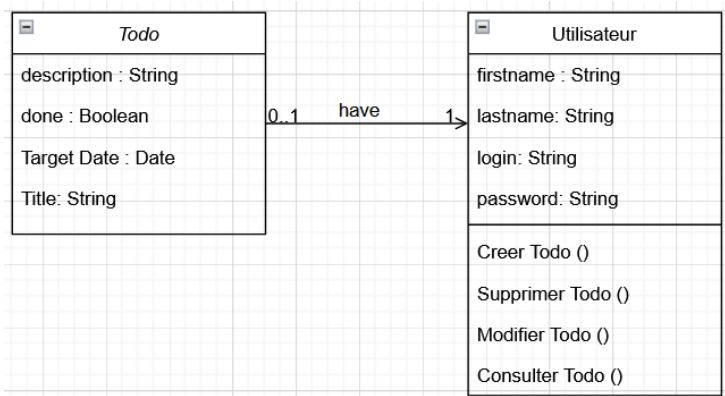 Todo
description : String
done : Boolean
Target Date : Date
Title: String
0..1
have
1
Utilisateur
firstname : String
lastname: String
login: String
password: String
Creer Todo ()
Supprimer Todo ()
Modifier Todo ()
Consulter Todo ()